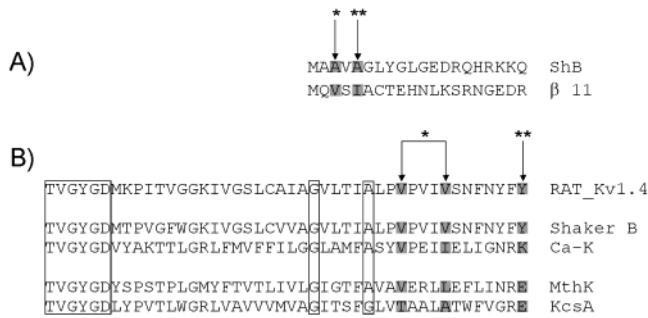 * **
A)
MAAVAGLYGLGEDRQHRKKQ ShB
MQVSIACTEHNLKSRNGEDR β 11
* **
B)
TVGYGDMKPITVGGKIVGSLCAIAGVLTIALPVPVIVSNFNYFY RAT_Kv1.4
TVGYGDMTPVGFWGKIVGSLCVVAGVLTIALPVPVIVSNFNYFY Shaker B
TVGYGDVYAKTTLGRLFMVFFILGGLAMFASYVPEIIELIGNRK Ca-K
TVGYGDYSPSTPLGMYFTVTLIVLGIGTFAVAVERLLEFLINRE MthK
TVGYGDLYPVTLWGRLVAVVVMVAGITSFGLVTAALATWFVGRE KcsA